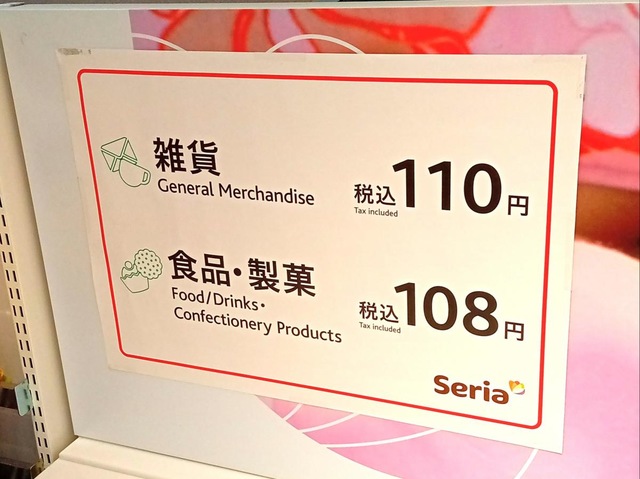 雑貨
General Merchandise
税込110円
Tax included
食品・製菓
Food/Drinks・
Confectionery Products
税込108円
Tax included
Seria